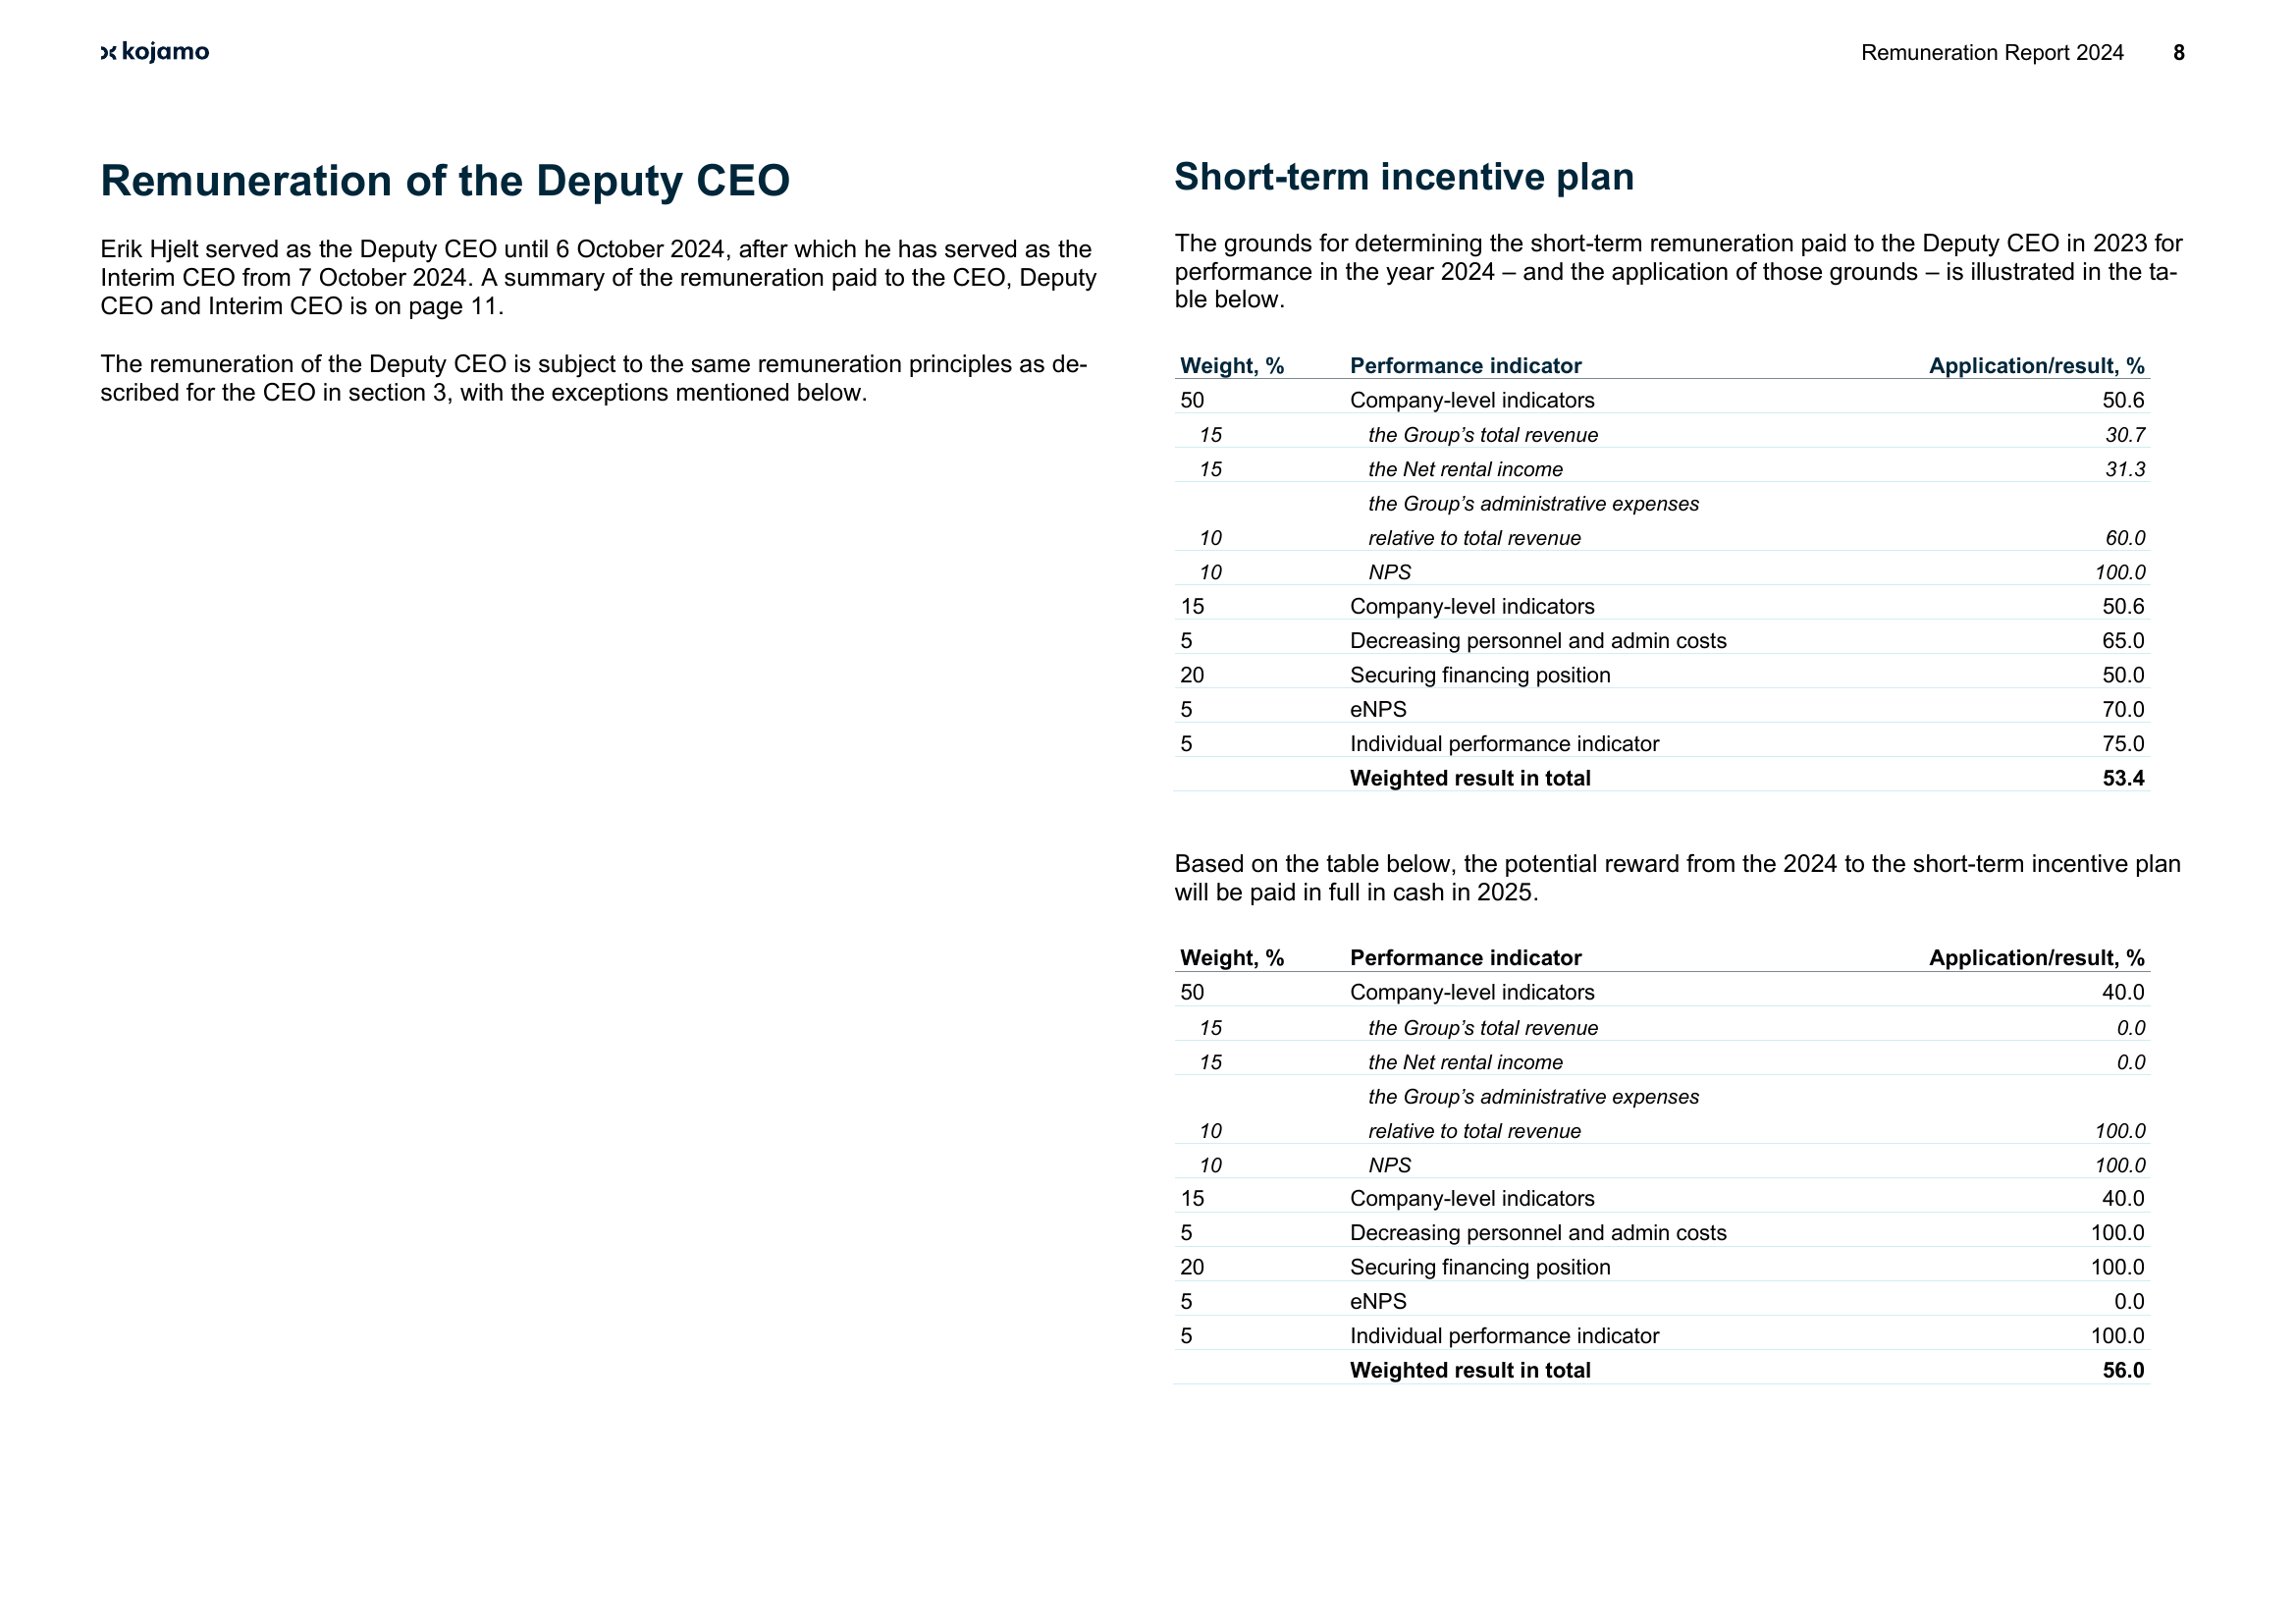 kojamo
Remuneration Report 2024 8
Remuneration of the Deputy CEO
Erik Hjelt served as the Deputy CEO until 6 October 2024, after which he has served as the
Interim CEO from 7 October 2024. A summary of the remuneration paid to the CEO, Deputy
CEO and Interim CEO is on page 11.
The remuneration of the Deputy CEO is subject to the same remuneration principles as de-
scribed for the CEO in section 3, with the exceptions mentioned below.
Short-term incentive plan
The grounds for determining the short-term remuneration paid to the Deputy CEO in 2023 for
performance in the year 2024 – and the application of those grounds – is illustrated in the ta-
ble below.
Weight, % Performance indicator Application/result, %
50 Company-level indicators 50.6
15 the Group’s total revenue 30.7
15 the Net rental income 31.3
the Group’s administrative expenses
10 relative to total revenue 60.0
10 NPS 100.0
15 Company-level indicators 50.6
5 Decreasing personnel and admin costs 65.0
20 Securing financing position 50.0
5 eNPS 70.0
5 Individual performance indicator 75.0
Weighted result in total 53.4
Based on the table below, the potential reward from the 2024 to the short-term incentive plan
will be paid in full in cash in 2025.
Weight, % Performance indicator Application/result, %
50 Company-level indicators 40.0
15 the Group’s total revenue 0.0
15 the Net rental income 0.0
the Group’s administrative expenses
10 relative to total revenue 100.0
10 NPS 100.0
15 Company-level indicators 40.0
5 Decreasing personnel and admin costs 100.0
20 Securing financing position 100.0
5 eNPS 0.0
5 Individual performance indicator 100.0
Weighted result in total 56.0